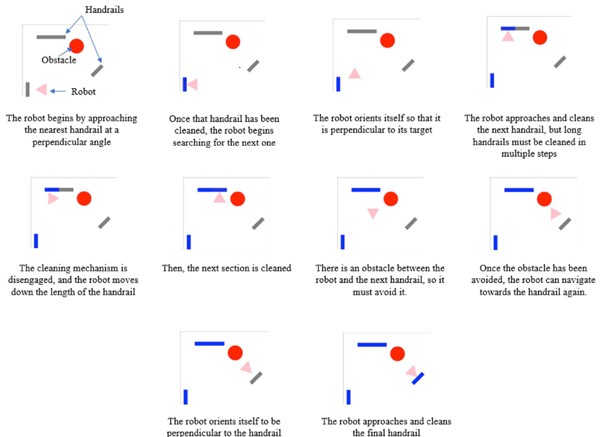 Handrails
Obstacle
Robot
The robot begins by approaching
the nearest handrail at a
perpendicular angle
Once that handrail has been
cleaned, the robot begins
searching for the next one
The robot orients itself so that it
is perpendicular to its target
The robot approaches and cleans
the next handrail, but long
handrails must be cleaned in
multiple steps
The cleaning mechanism is
disengaged, and the robot moves
down the length of the handrail
Then, the next section is cleaned
There is an obstacle between the
robot and the next handrail, so it
must avoid it.
Once the obstacle has been
avoided, the robot can navigate
towards the handrail again.
The robot orients itself to be
perpendicular to the handrail
The robot approaches and cleans
the final handrail